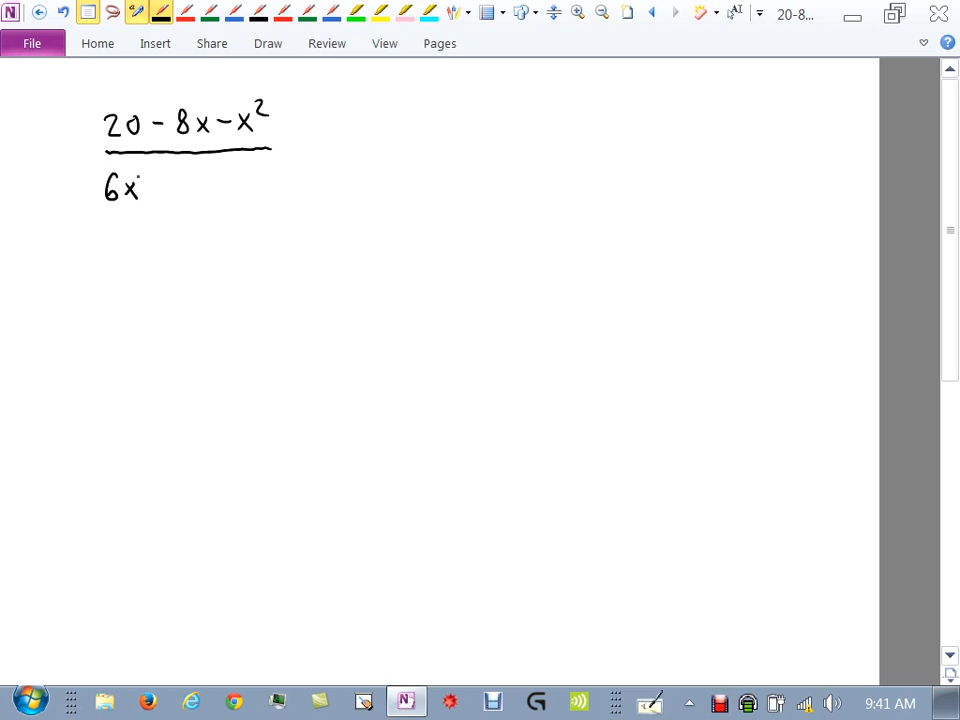 20-8...
File Home Insert Share Draw Review View Pages
20 - 8x - x²
6x
9:41 AM